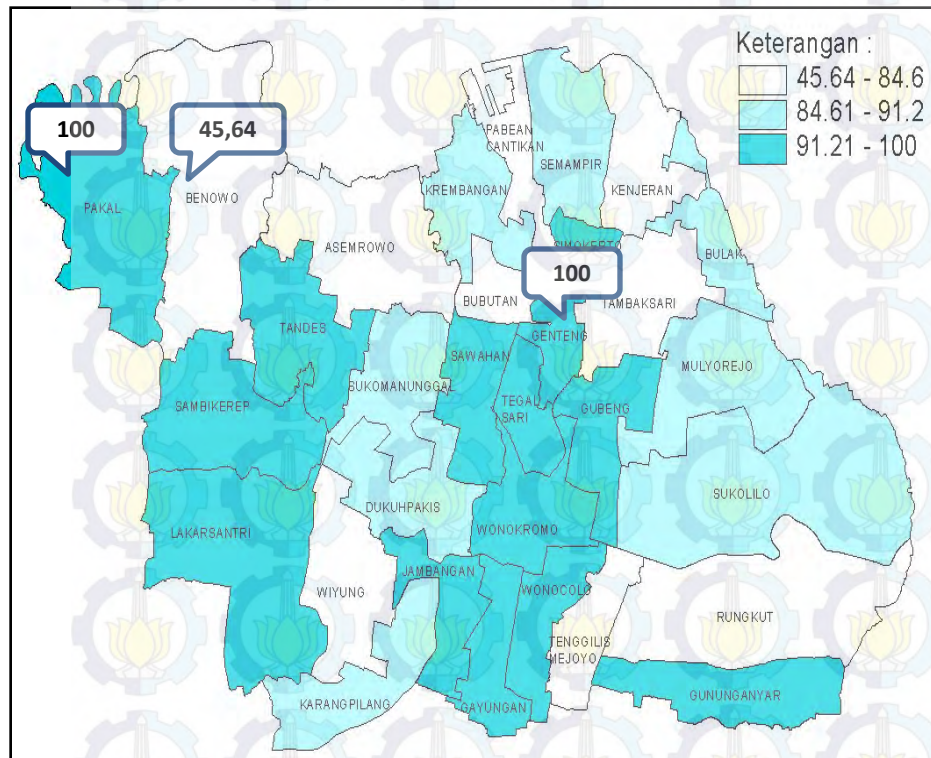 Keterangan :
45.64 - 84.6
84.61 - 91.2
91.21 - 100
100
45,64
PABEAN
CANTIKAN
SEMAMPIR
KREMBANGAN
KENJERAN
BENOWO
PAKAL
ASEMROWO
SIMOKERTO
BULAK
100
BUBUTAN
TAMBAKSARI
TANDES
GENTENG
SAWAHAN
MULYOREJO
SUKOMANUNGGAL
TEGAL
SARI
GUBENG
SAMBIKEREP
SUKOLILO
DUKUHPAKIS
WONOKROMO
LAKARSANTRI
JAMBANGAN
WIYUNG
WONOCOLO
RUNGKUT
TENGGILIS
MEJOYO
GUNUNGANYAR
KARANGPILANG
GAYUNGAN